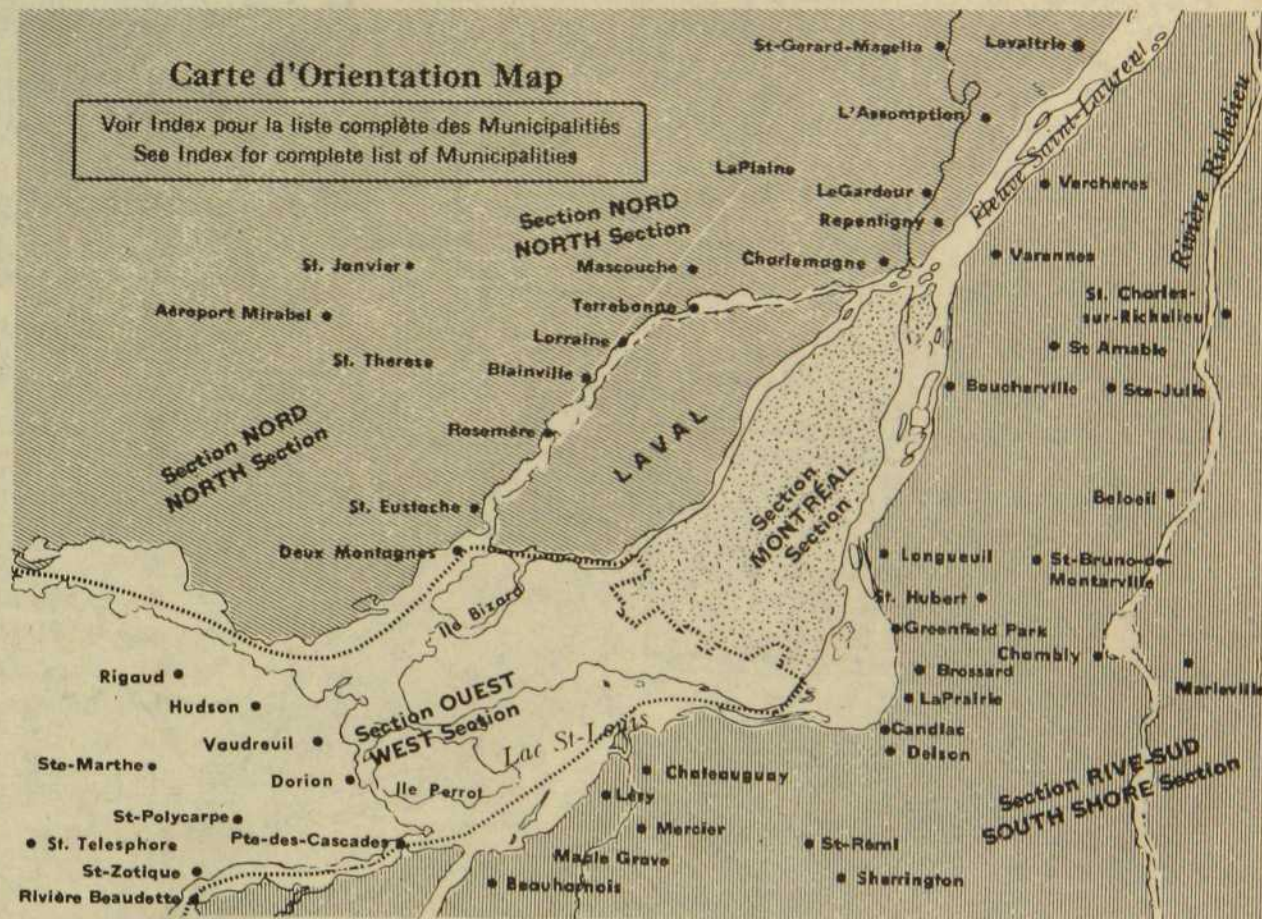 Carte d'Orientation Map
Voir Index pour la liste complète des Municipalitiés
See Index for complete list of Municipalities
St-Gerard-Magella
Lavaltrie
L'Assomption
LaPlaine
LeGardeur
Repentigny
Charlemagne
Fleuve Saint-Laurent
Verchères
Rivière Richelieu
Varennes
Section NORD
NORTH Section
St. Janvier
Mascouche
Aéroport Mirabel
Terrebonne
Lorraine
St. Therese
Blainville
Rosemère
St. Charles-
sur-Richelieu
St Amable
Boucherville
Ste-Julie
Section NORD
NORTH Section
LAVAL
St. Eustache
Deux Montagnes
Section
MONTRÉAL
Section
Beloeil
Longueuil
St-Bruno-de-
Montarville
St. Hubert
Greenfield Park
Chambly
Brossard
Marieville
LaPrairie
Candiac
Delson
Ile Bizard
Rigaud
Hudson
Section OUEST
WEST Section
Vaudreuil
Lac St-Louis
Ste-Marthe
Dorion
Ile Perrot
Chateauguay
Léry
Section RIVE-SUD
SOUTH SHORE Section
St-Polycarpe
St. Telesphore
Pte-des-Cascades
Mercier
St-Rémi
St-Zotique
Maple Grove
Rivière Beaudette
Beauharnois
Sherrington